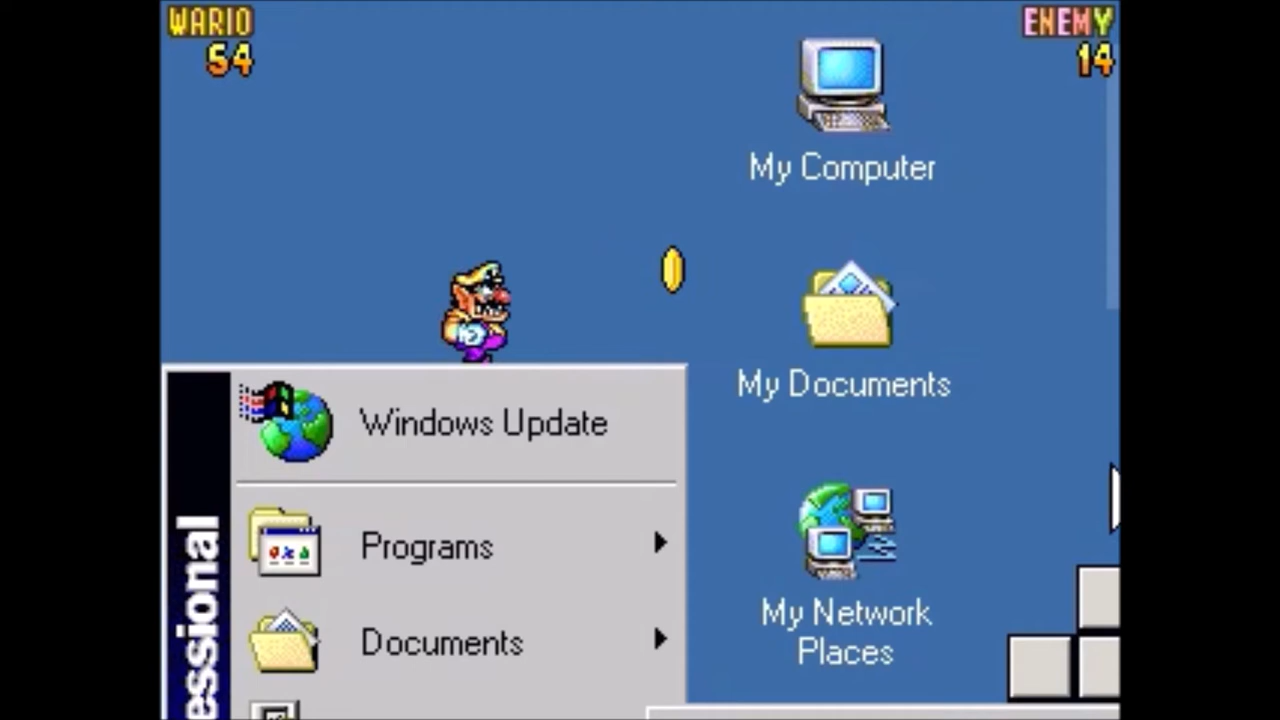 WARIO
54
ENEMY
14
My Computer
My Documents
Windows Update
Programs
My Network
Places
Documents
essional